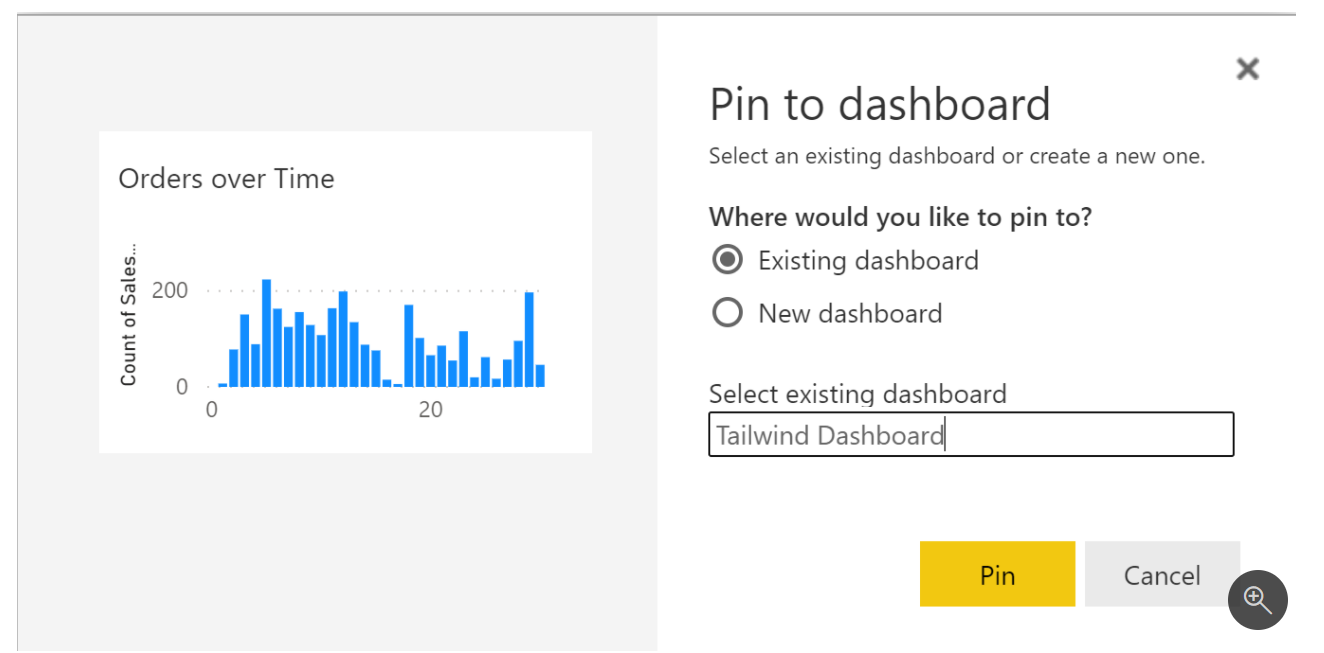 Orders over Time
Count of Sales...
200
0
0
20
Pin to dashboard
Select an existing dashboard or create a new one.
Where would you like to pin to?
Existing dashboard
New dashboard
Select existing dashboard
Tailwind Dashboard
Pin
Cancel